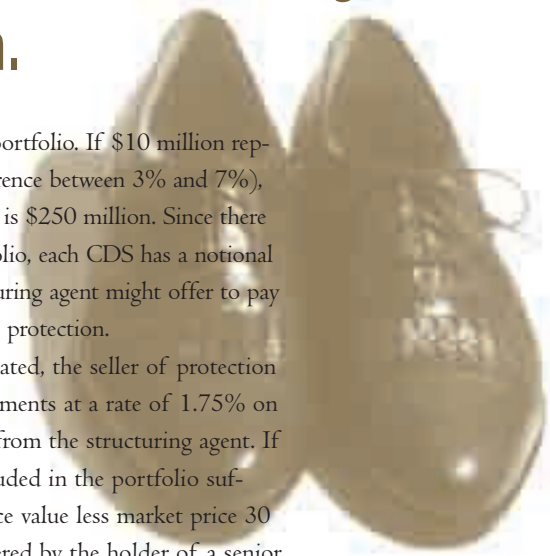 .
portfolio. If $10 million rep-
rence between 3% and 7%),
is $250 million. Since there
olio, each CDS has a notional
uring agent might offer to pay
protection.
ated, the seller of protection
ments at a rate of 1.75% on
from the structuring agent. If
uded in the portfolio suf-
ce value less market price 30
ered by the holder of a senior